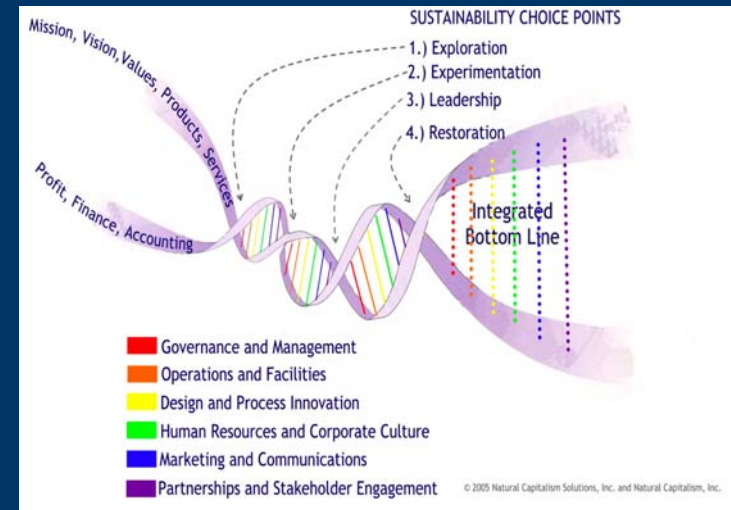 SUSTAINABILITY CHOICE POINTS
Mission, Vision, Values, Products, Services
1.) Exploration
2.) Experimentation
3.) Leadership
4.) Restoration
Profit, Finance, Accounting
Integrated
Bottom Line
Governance and Management
Operations and Facilities
Design and Process Innovation
Human Resources and Corporate Culture
Marketing and Communications
Partnerships and Stakeholder Engagement
© 2005 Natural Capitalism Solutions, Inc. and Natural Capitalism, Inc.